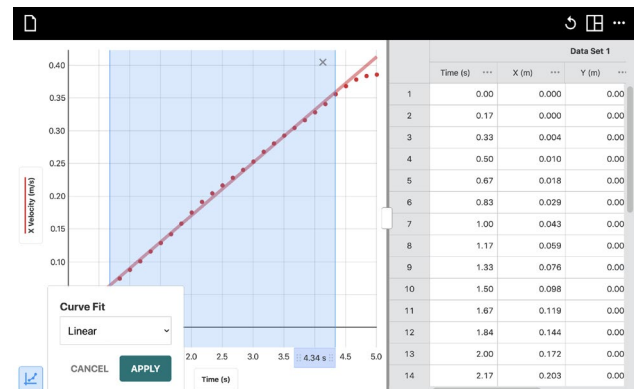 Data Set 1
Time (s) X (m) Y (m)
1 0.00 0.000 0.00
2 0.17 0.000 0.00
3 0.33 0.004 0.00
4 0.50 0.010 0.00
5 0.67 0.018 0.00
6 0.83 0.029 0.00
7 1.00 0.043 0.00
8 1.17 0.059 0.00
9 1.33 0.076 0.00
10 1.50 0.098 0.00
11 1.67 0.119 0.00
12 1.84 0.144 0.00
13 2.00 0.172 0.00
14 2.17 0.203 0.00
0.40
0.35
0.30
0.25
0.20
0.15
0.10
X Velocity (m/s)
2.0 2.5 3.0 3.5 4.34 s 4.5 5.0
Time (s)
Curve Fit
Linear
CANCEL APPLY